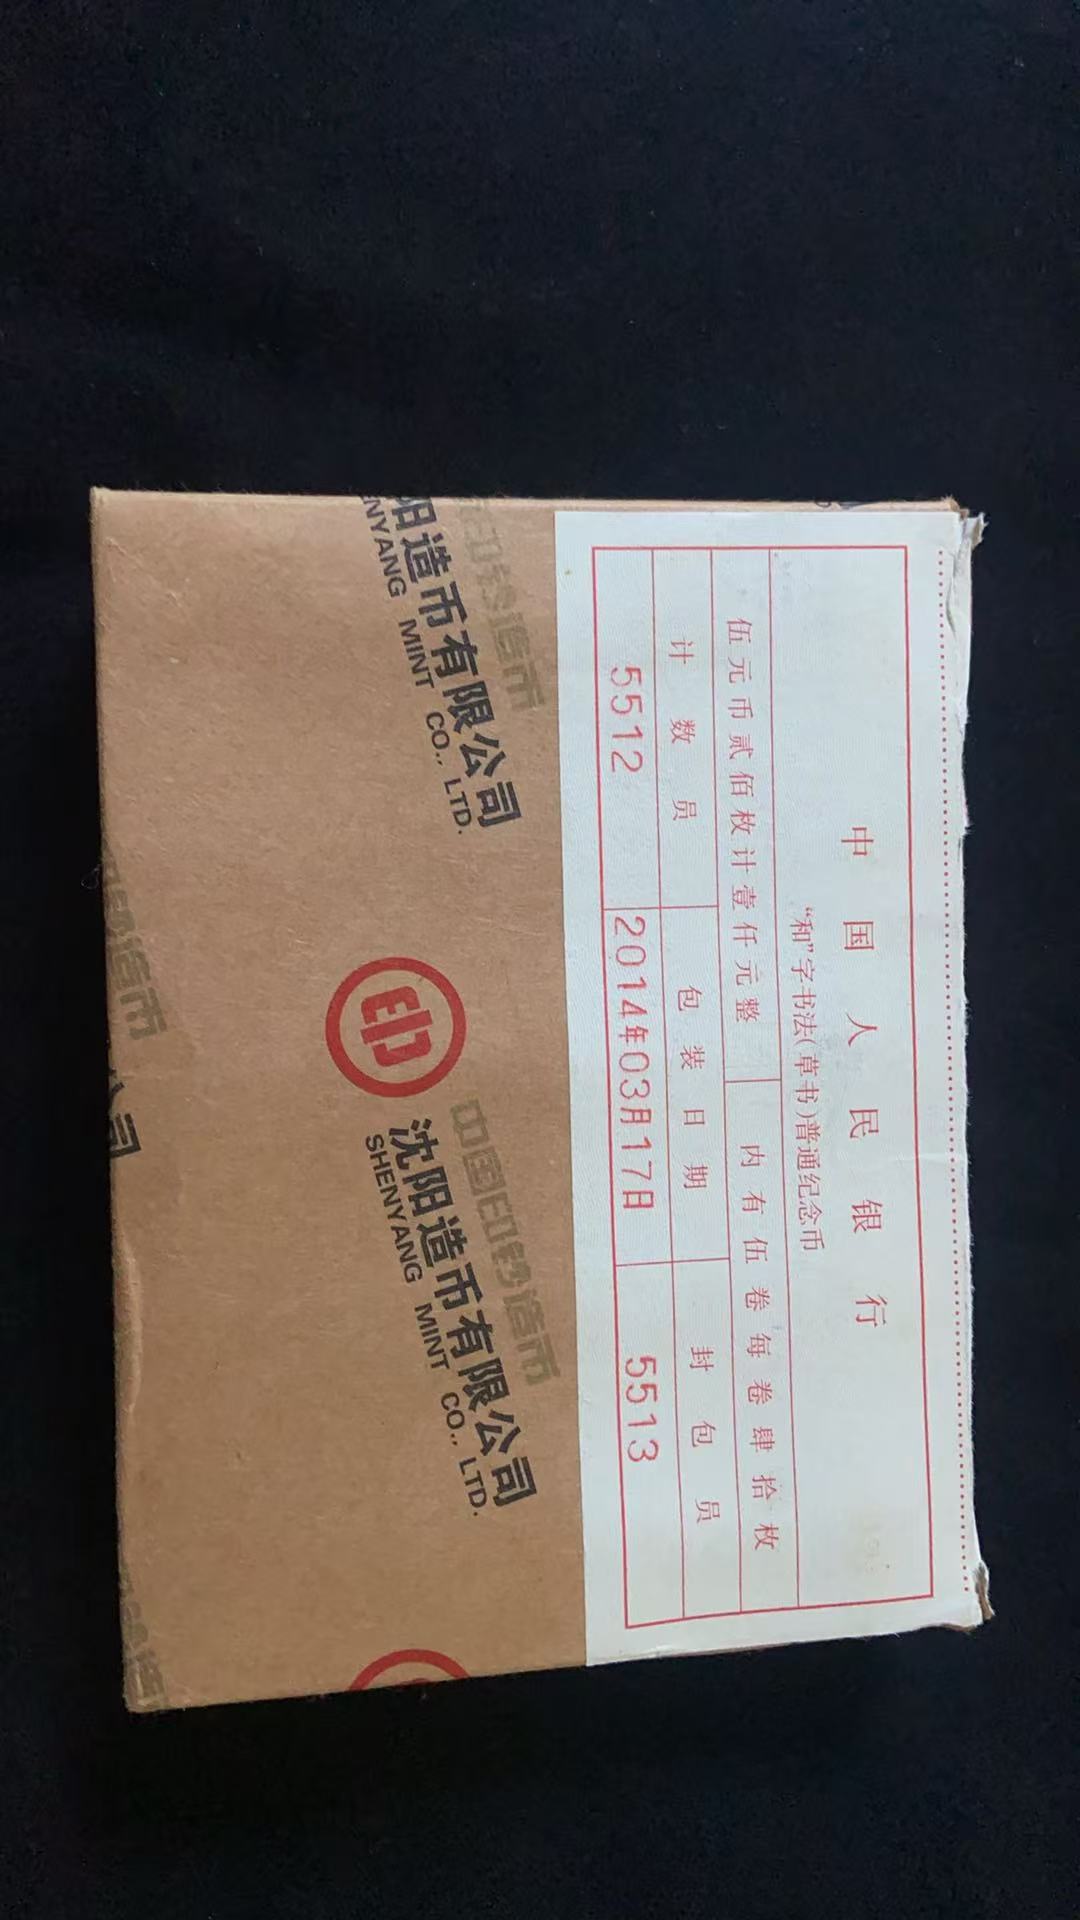 中国人民银行
“和”字书法(草书)普通纪念币
伍元币贰佰枚计壹仟元整 内有伍卷每卷肆拾枚
计数员 包装日期 封包员
5512 2014年03月17日 5513
中国印钞造币
沈阳造币有限公司
SHENYANG MINT CO., LTD.
印钞造币
阳造币有限公司
ENYANG MINT CO., LTD.
公司